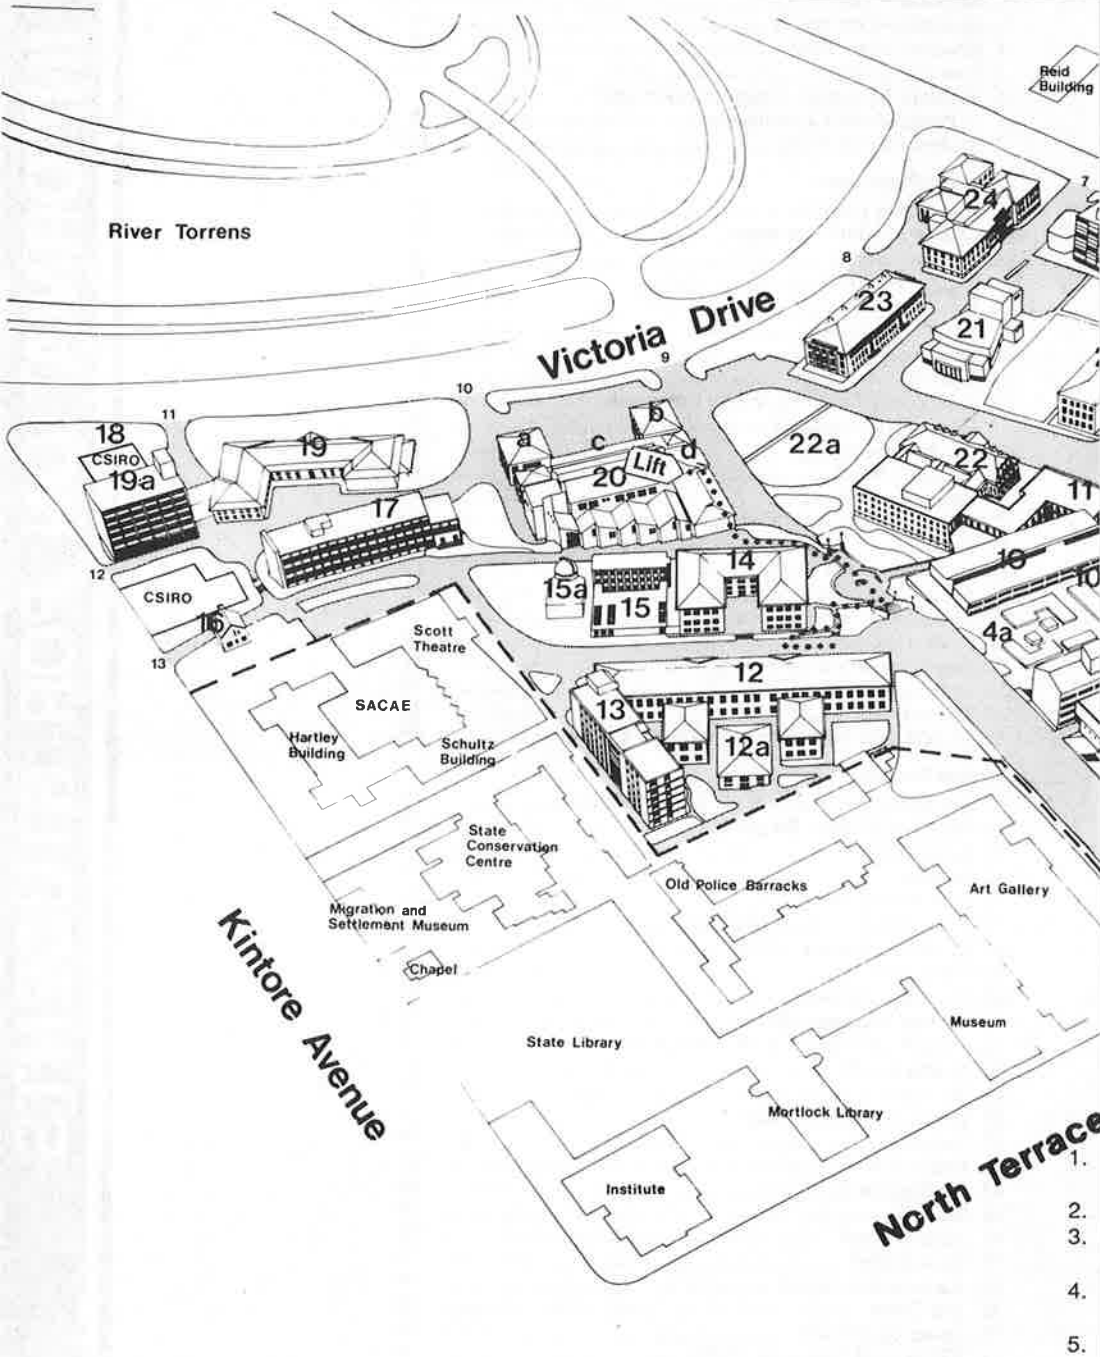 Reid
Building
7
24
River Torrens
8
23
21
Victoria Drive
9
10
11
b
a
c
d
18
CSIRO
19
Lift
22a
22
19a
20
11
17
10
14
10
12
15a
CSIRO
15
16
4a
Scott
Theatre
13
12
SACAE
13
Hartley
Building
Schultz
Building
12a
State
Conservation
Centre
Old Police Barracks
Art Gallery
Migration and
Settlement Museum
Chapel
Kintore Avenue
State Library
Museum
Mortlock Library
North Terrace
Institute
1.
2.
3.
4.
5.